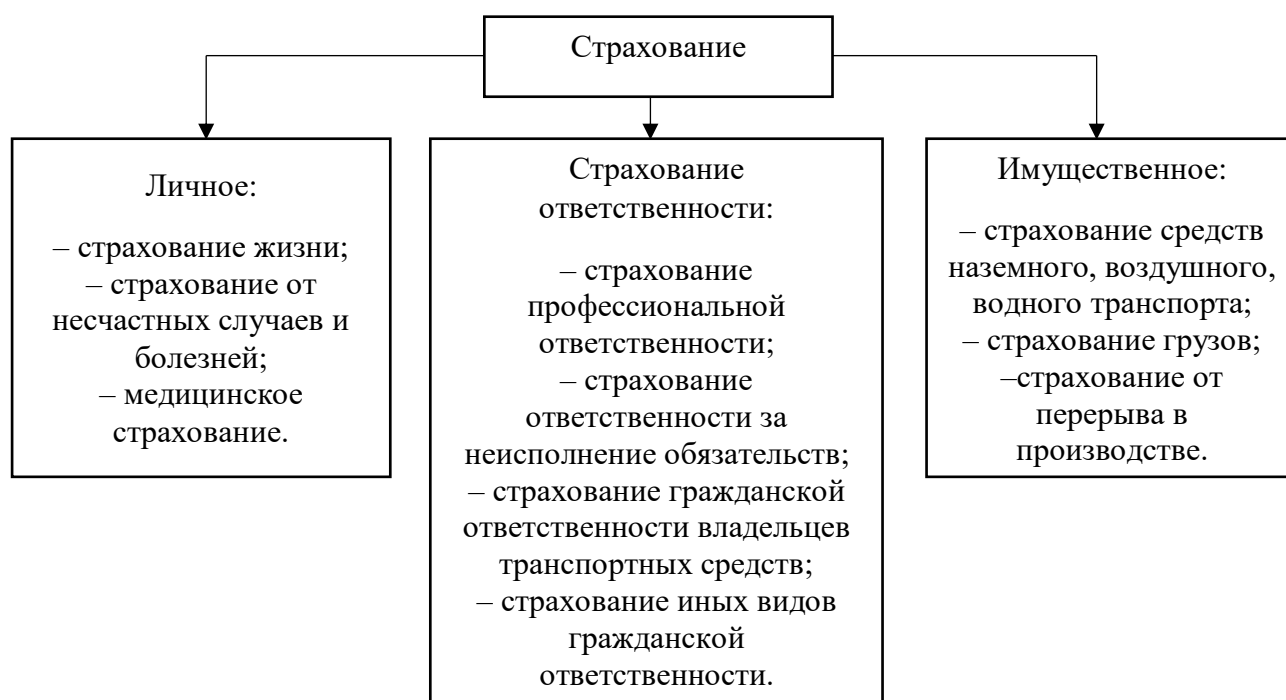 Страхование
Личное:
– страхование жизни;
– страхование от
несчастных случаев и
болезней;
– медицинское
страхование.
Страхование
ответственности:
– страхование
профессиональной
ответственности;
– страхование
ответственности за
неисполнение обязательств;
– страхование гражданской
ответственности владельцев
транспортных средств;
– страхование иных видов
гражданской
ответственности.
Имущественное:
– страхование средств
наземного, воздушного,
водного транспорта;
– страхование грузов;
–страхование от
перерыва в
производстве.